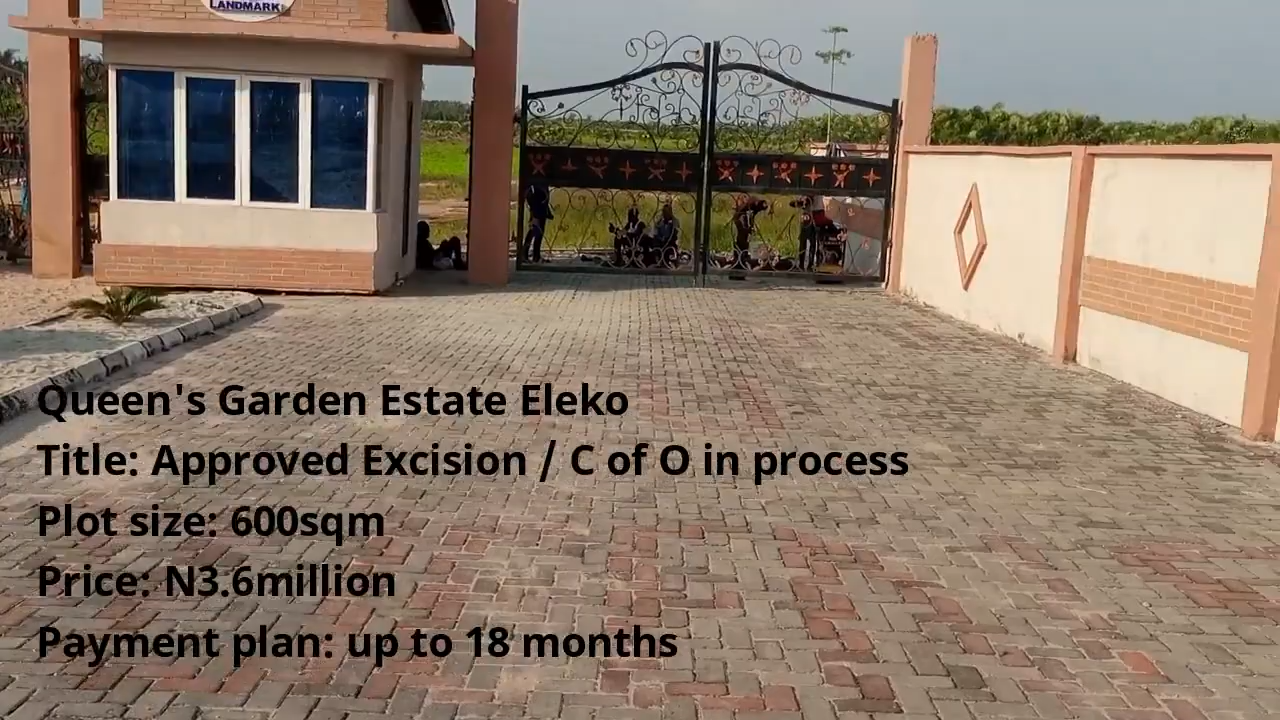 LANDMARK
Queen's Garden Estate Eleko
Title: Approved Excision / C of O in process
Plot size: 600sqm
Price: N3.6million
Payment plan: up to 18 months